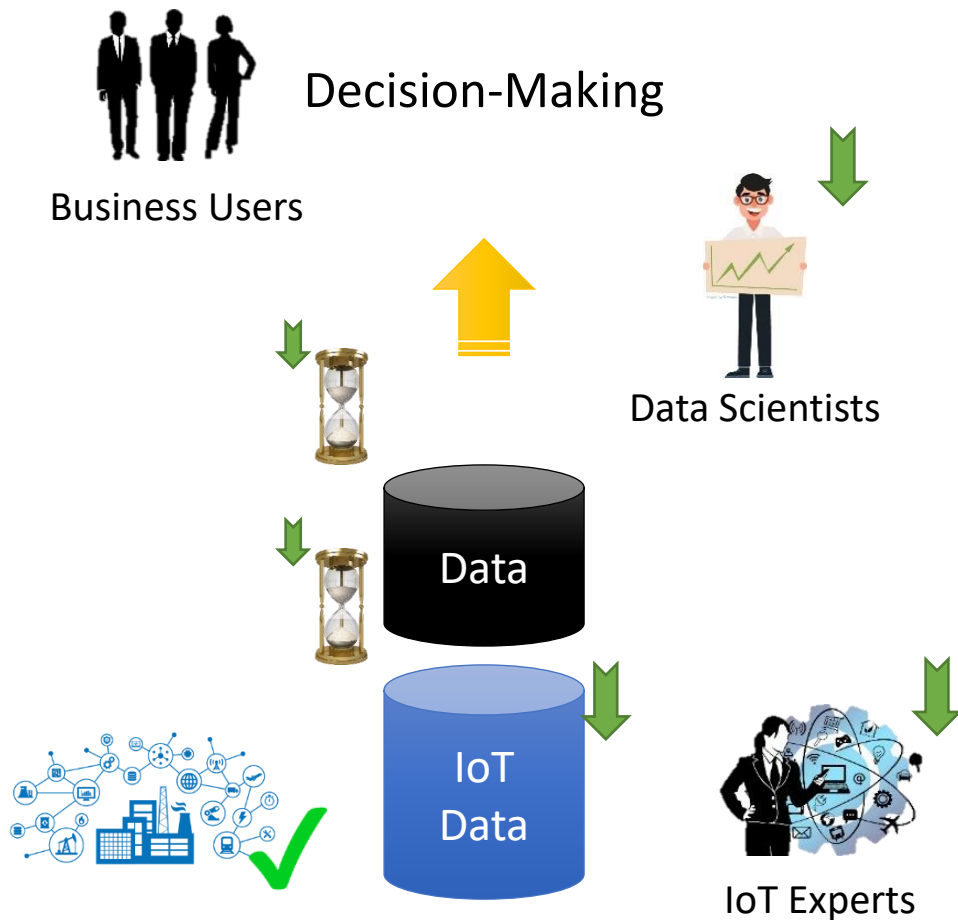 Decision-Making
Business Users
Data Scientists
Data
IoT
Data
IoT Experts